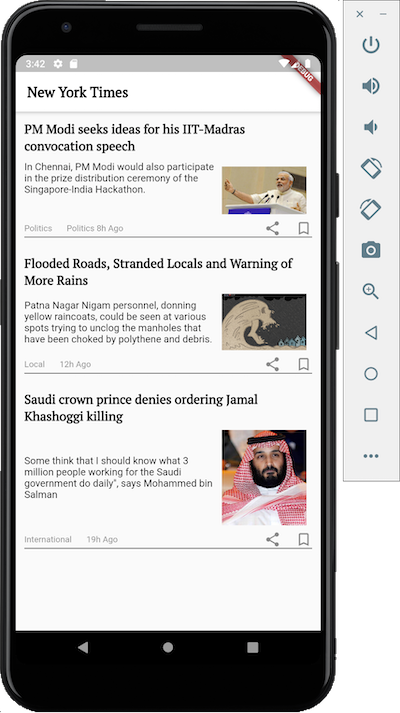 3:42
DEBUG
New York Times
PM Modi seeks ideas for his IIT-Madras
convocation speech
In Chennai, PM Modi would also participate
in the prize distribution ceremony of the
Singapore-India Hackathon.
Politics Politics 8h Ago
Flooded Roads, Stranded Locals and Warning of
More Rains
Patna Nagar Nigam personnel, donning
yellow raincoats, could be seen at various
spots trying to unclog the manholes that
have been choked by polythene and debris.
Local 12h Ago
Saudi crown prince denies ordering Jamal
Khashoggi killing
Some think that I should know what 3
million people working for the Saudi
government do daily", says Mohammed bin
Salman
International 19h Ago